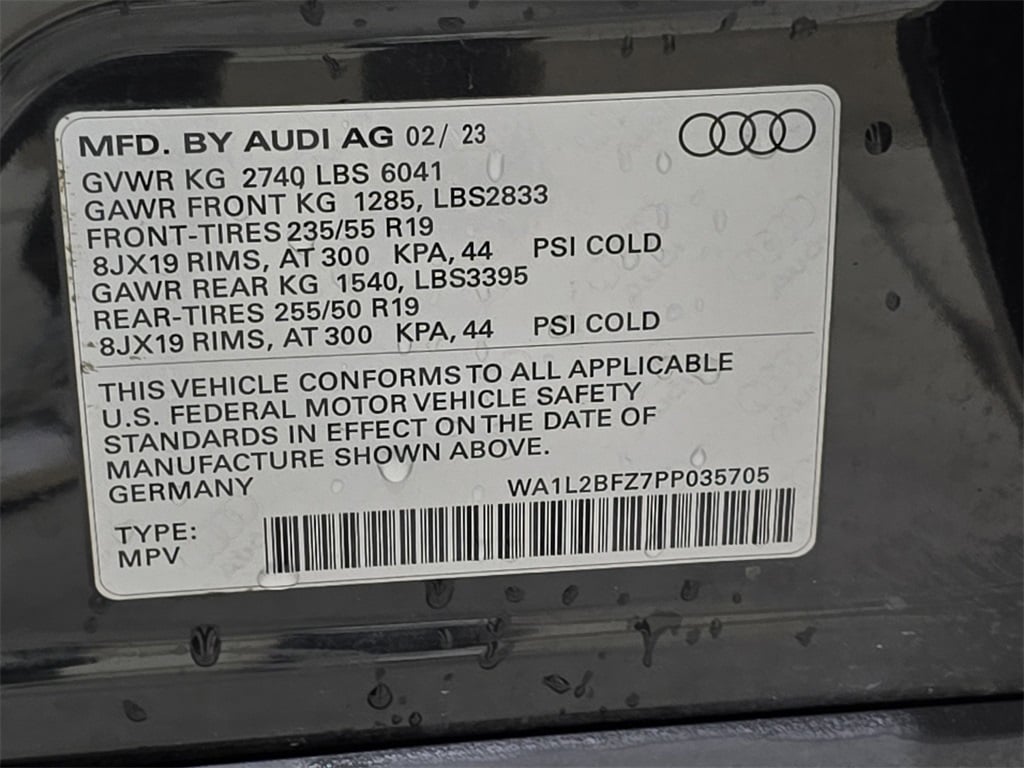 MFD. BY AUDI AG 02/ 23
GVWR KG 2740 LBS 6041
GAWR FRONT KG 1285, LBS2833
FRONT-TIRES 235/55 R19
8JX19 RIMS, AT 300 KPA, 44 PSI COLD
GAWR REAR KG 1540, LBS3395
REAR-TIRES 255/50 R19
8JX19 RIMS, AT 300 KPA, 44 PSI COLD
THIS VEHICLE CONFORMS TO ALL APPLICABLE
U.S. FEDERAL MOTOR VEHICLE SAFETY
STANDARDS IN EFFECT ON THE DATE OF
MANUFACTURE SHOWN ABOVE.
GERMANY WA1L2BFZ7PP035705
TYPE:
MPV